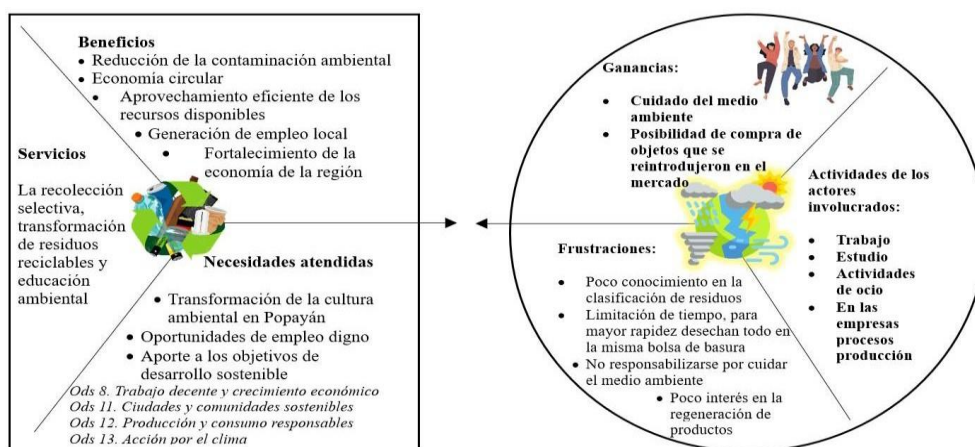 Beneficios
• Reducción de la contaminación ambiental
• Economía circular
• Aprovechamiento eficiente de los
recursos disponibles
• Generación de empleo local
• Fortalecimiento de la
economía de la región
Servicios
La recolección
selectiva,
transformación
de residuos
reciclables y
educación
ambiental
Necesidades atendidas
• Transformación de la cultura
ambiental en Popayán
• Oportunidades de empleo digno
• Aporte a los objetivos de
desarrollo sostenible
Ods 8. Trabajo decente y crecimiento económico
Ods 11. Ciudades y comunidades sostenibles
Ods 12. Producción y consumo responsables
Ods 13. Acción por el clima
Ganancias:
• Cuidado del medio
ambiente
• Posibilidad de compra de
objetos que se
reintrodujeron en el
mercado
Actividades de los
actores
involucrados:
• Trabajo
• Estudio
• Actividades
de ocio
• En las
empresas
procesos
producción
Frustraciones:
• Poco conocimiento en la
clasificación de residuos
• Limitación de tiempo, para
mayor rapidez desechan todo en
la misma bolsa de basura
• No responsabilizarse por cuidar
el medio ambiente
• Poco interés en la
regeneración de
productos